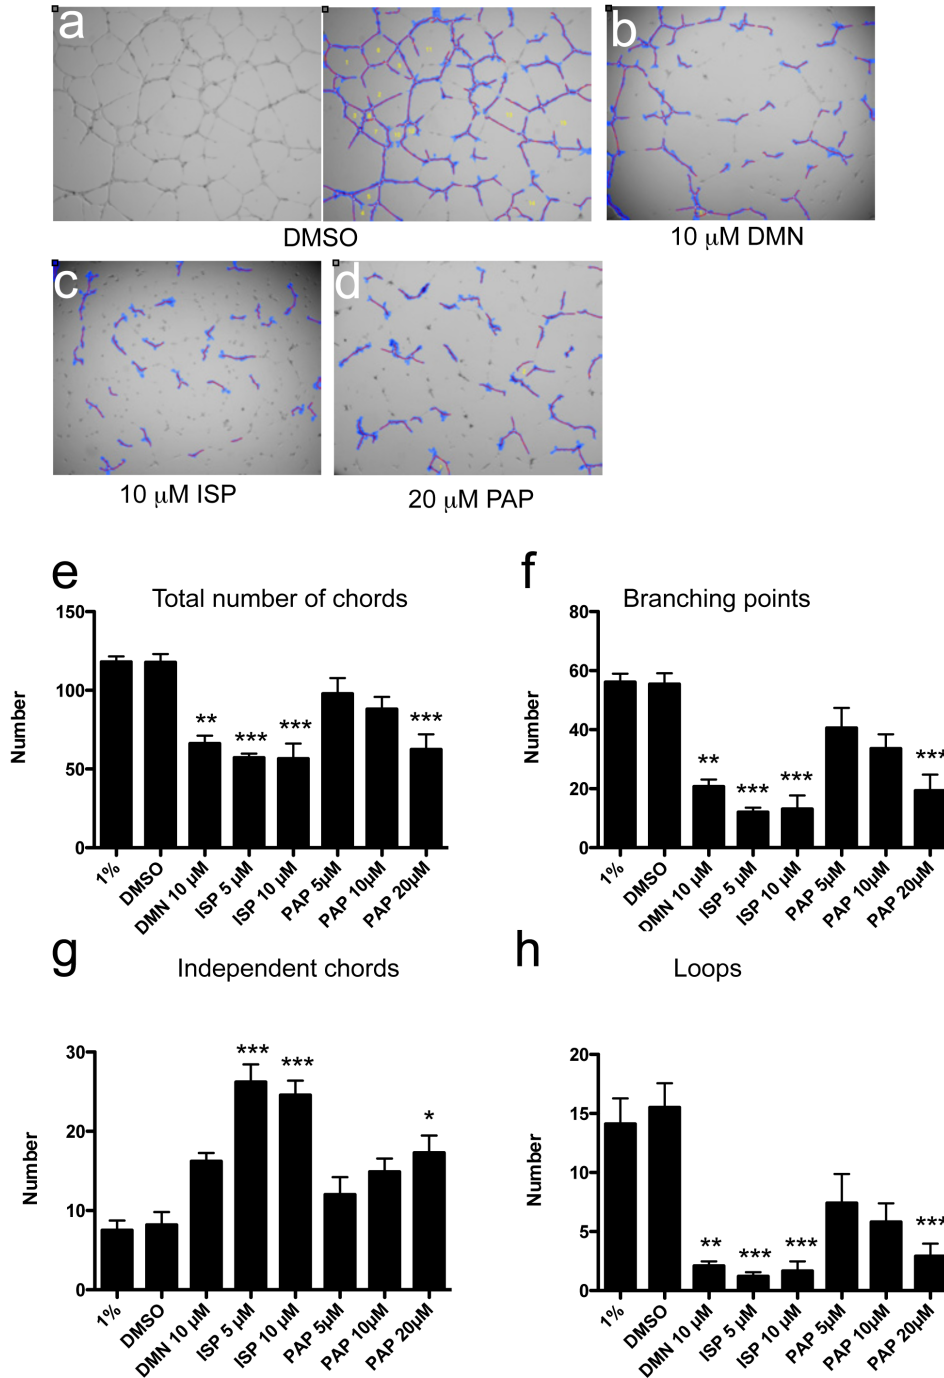 a
b
DMSO
10 μM DMN
c
d
10 μM ISP
20 μM PAP
e
Total number of chords
Number
150
100
50
0
**
***
***
***
1%
DMSO
DMN 10 μM
ISP 5 μM
ISP 10 μM
PAP 5μM
PAP 10μM
PAP 20μM
f
Branching points
Number
80
60
40
20
0
**
***
***
***
1%
DMSO
DMN 10 μM
ISP 5 μM
ISP 10 μM
PAP 5μM
PAP 10μM
PAP 20μM
g
Independent chords
Number
30
20
10
0
***
***
*
1%
DMSO
DMN 10 μM
ISP 5 μM
ISP 10 μM
PAP 5μM
PAP 10μM
PAP 20μM
h
Loops
Number
20
15
10
5
0
**
***
***
***
1%
DMSO
DMN 10 μM
ISP 5 μM
ISP 10 μM
PAP 5μM
PAP 10μM
PAP 20μM